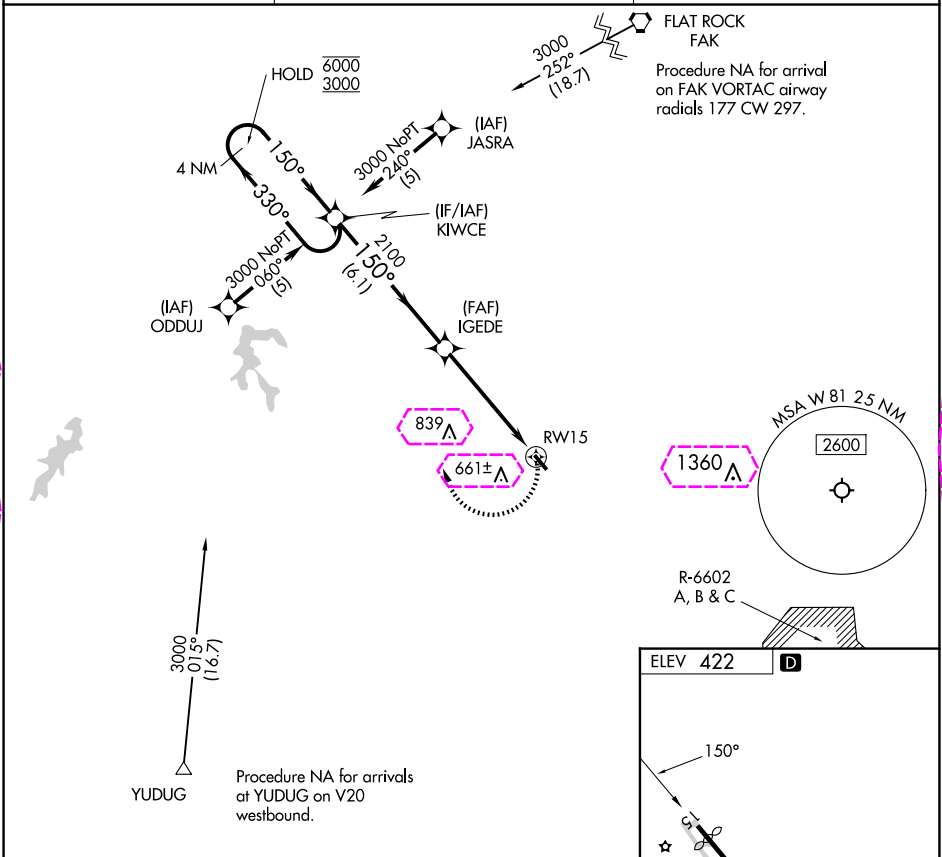 FLAT ROCK
FAK
3000
252°
(18.7)
Procedure NA for arrival
on FAK VORTAC airway
radials 177 CW 297.
HOLD
6000
3000
(IAF)
JASRA
3000 NoPT
240°
(5)
4 NM
150°
330°
(IF/IAF)
KIWCE
3000 NoPT
060°
(5)
2100
150°
(6.1)
(IAF)
ODDUJ
(FAF)
IGEDE
839
661±
RW15
1360
MSA W 81 25 NM
2600
R-6602
A, B & C
3000
015°
(16.7)
YUDUG
Procedure NA for arrivals
at YUDUG on V20
westbound.
ELEV 422
D
150°
15